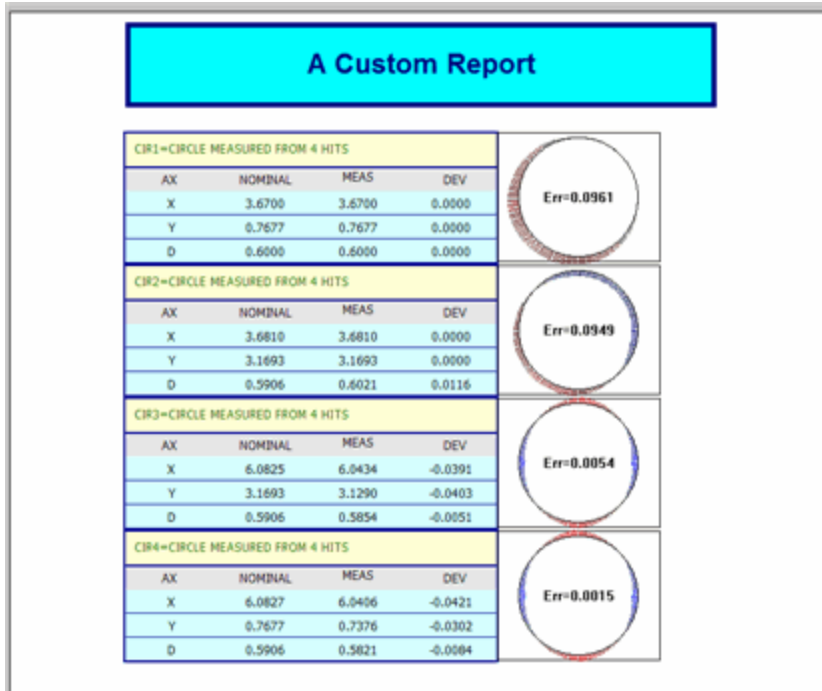 A Custom Report
CIR1=CIRCLE MEASURED FROM 4 HITS
AX NOMINAL MEAS DEV
X 3.6700 3.6700 0.0000
Y 0.7677 0.7677 0.0000
D 0.6000 0.6000 0.0000
Err=0.0961
CIR2=CIRCLE MEASURED FROM 4 HITS
AX NOMINAL MEAS DEV
X 3.6810 3.6810 0.0000
Y 3.1693 3.1693 0.0000
D 0.5906 0.6021 0.0116
Err=0.0949
CIR3=CIRCLE MEASURED FROM 4 HITS
AX NOMINAL MEAS DEV
X 6.0825 6.0434 -0.0391
Y 3.1693 3.1290 -0.0403
D 0.5906 0.5854 -0.0051
Err=0.0054
CIR4=CIRCLE MEASURED FROM 4 HITS
AX NOMINAL MEAS DEV
X 6.0827 6.0406 -0.0421
Y 0.7677 0.7376 -0.0302
D 0.5906 0.5821 -0.0084
Err=0.0015